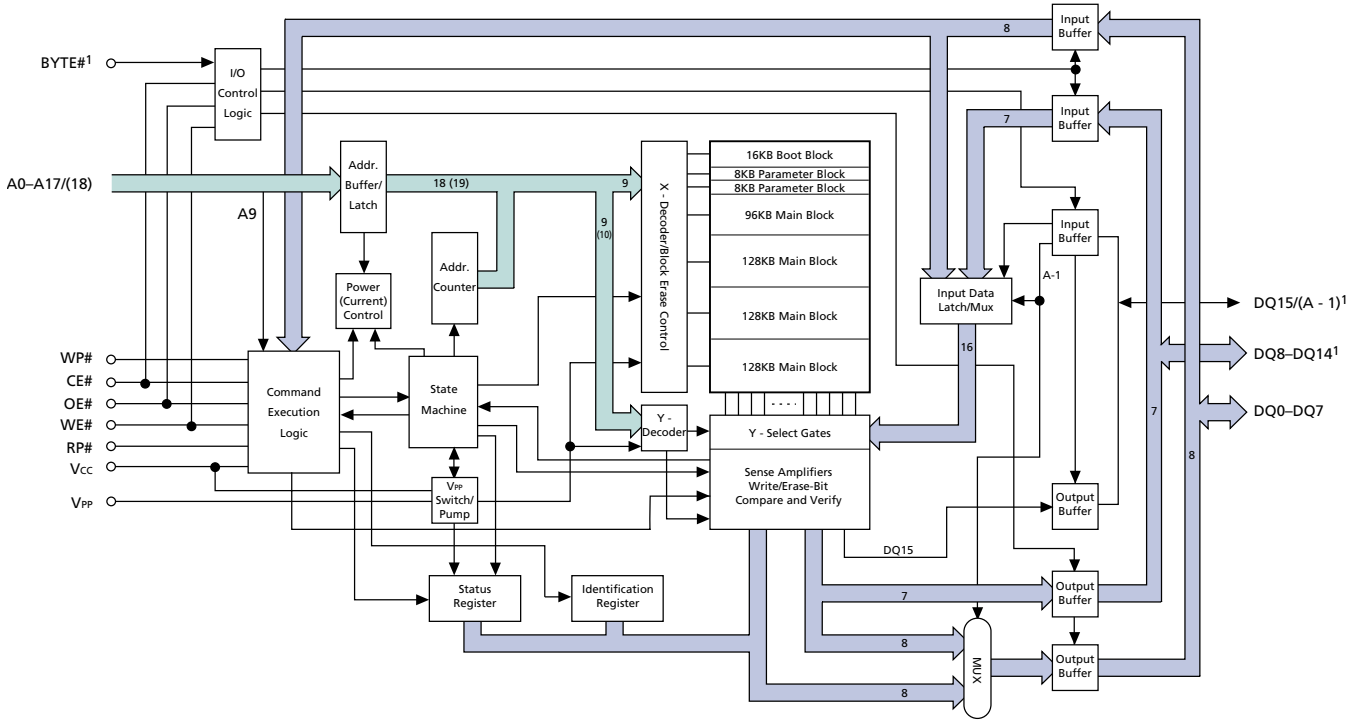 BYTE#1
I/O
Control
Logic
A0–A17/(18)
A9
Addr.
Buffer/
Latch
18 (19)
9
9
(10)
Addr.
Counter
Power
(Current)
Control
X - Decoder/Block Erase Control
16KB Boot Block
8KB Parameter Block
8KB Parameter Block
96KB Main Block
128KB Main Block
128KB Main Block
128KB Main Block
8
Input
Buffer
7
Input
Buffer
Input
Buffer
A-1
Input Data
Latch/Mux
16
DQ15/(A - 1)1
DQ8–DQ141
DQ0–DQ7
WP#
CE#
OE#
WE#
RP#
VCC
VPP
Command
Execution
Logic
State
Machine
VPP
Switch/
Pump
Y -
Decoder
Y - Select Gates
Sense Amplifiers
Write/Erase-Bit
Compare and Verify
7
8
Output
Buffer
DQ15
Status
Register
Identification
Register
7
Output
Buffer
8
8
MUX
Output
Buffer